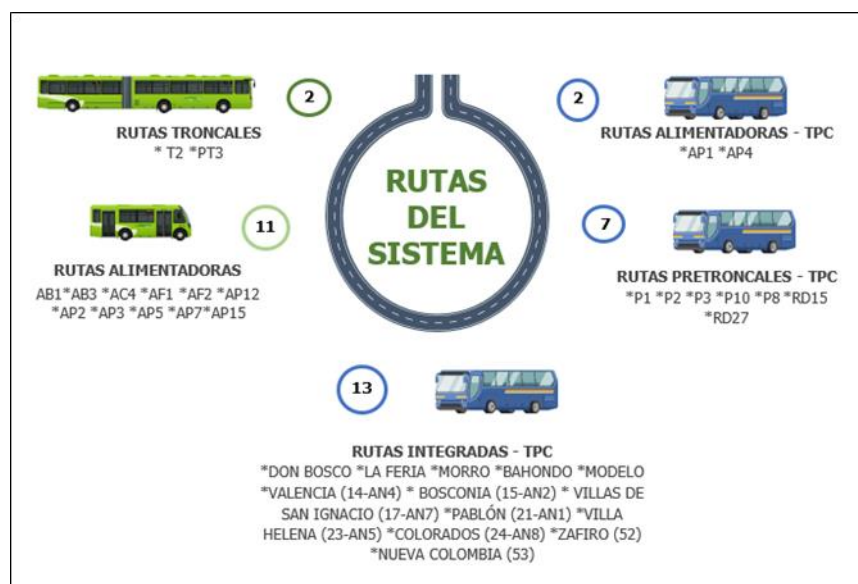 2
RUTAS TRONCALES
* T2 *PT3
11
RUTAS ALIMENTADORAS
AB1*AB3 *AC4 *AF1 *AF2 *AP12
*AP2 *AP3 *AP5 *AP7*AP15
RUTAS
DEL
SISTEMA
2
RUTAS ALIMENTADORAS - TPC
*AP1 *AP4
7
RUTAS PRETRONCALES - TPC
*P1 *P2 *P3 *P10 *P8 *RD15
*RD27
13
RUTAS INTEGRADAS - TPC
*DON BOSCO *LA FERIA *MORRO *BAHONDO *MODELO
*VALENCIA (14-AN4) * BOSCONIA (15-AN2) * VILLAS DE
SAN IGNACIO (17-AN7) *PABLÓN (21-AN1) *VILLA
HELENA (23-AN5) *COLORADOS (24-AN8) *ZAFIRO (52)
*NUEVA COLOMBIA (53)